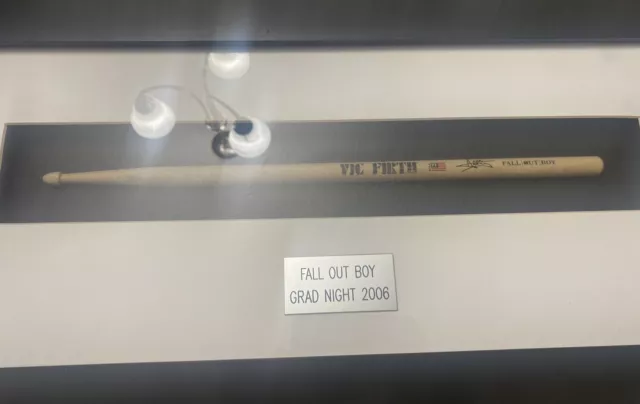 VIC FIRTH FALL OUT BOY
FALL OUT BOY
GRAD NIGHT 2006